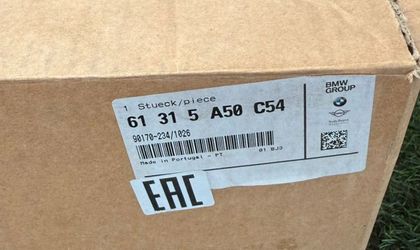 1 Stueck/piece
61 31 5 A50 C54
90170-234/1026
Made in Portugal - PT 01 BJ3
BMW
GROUP
EAC